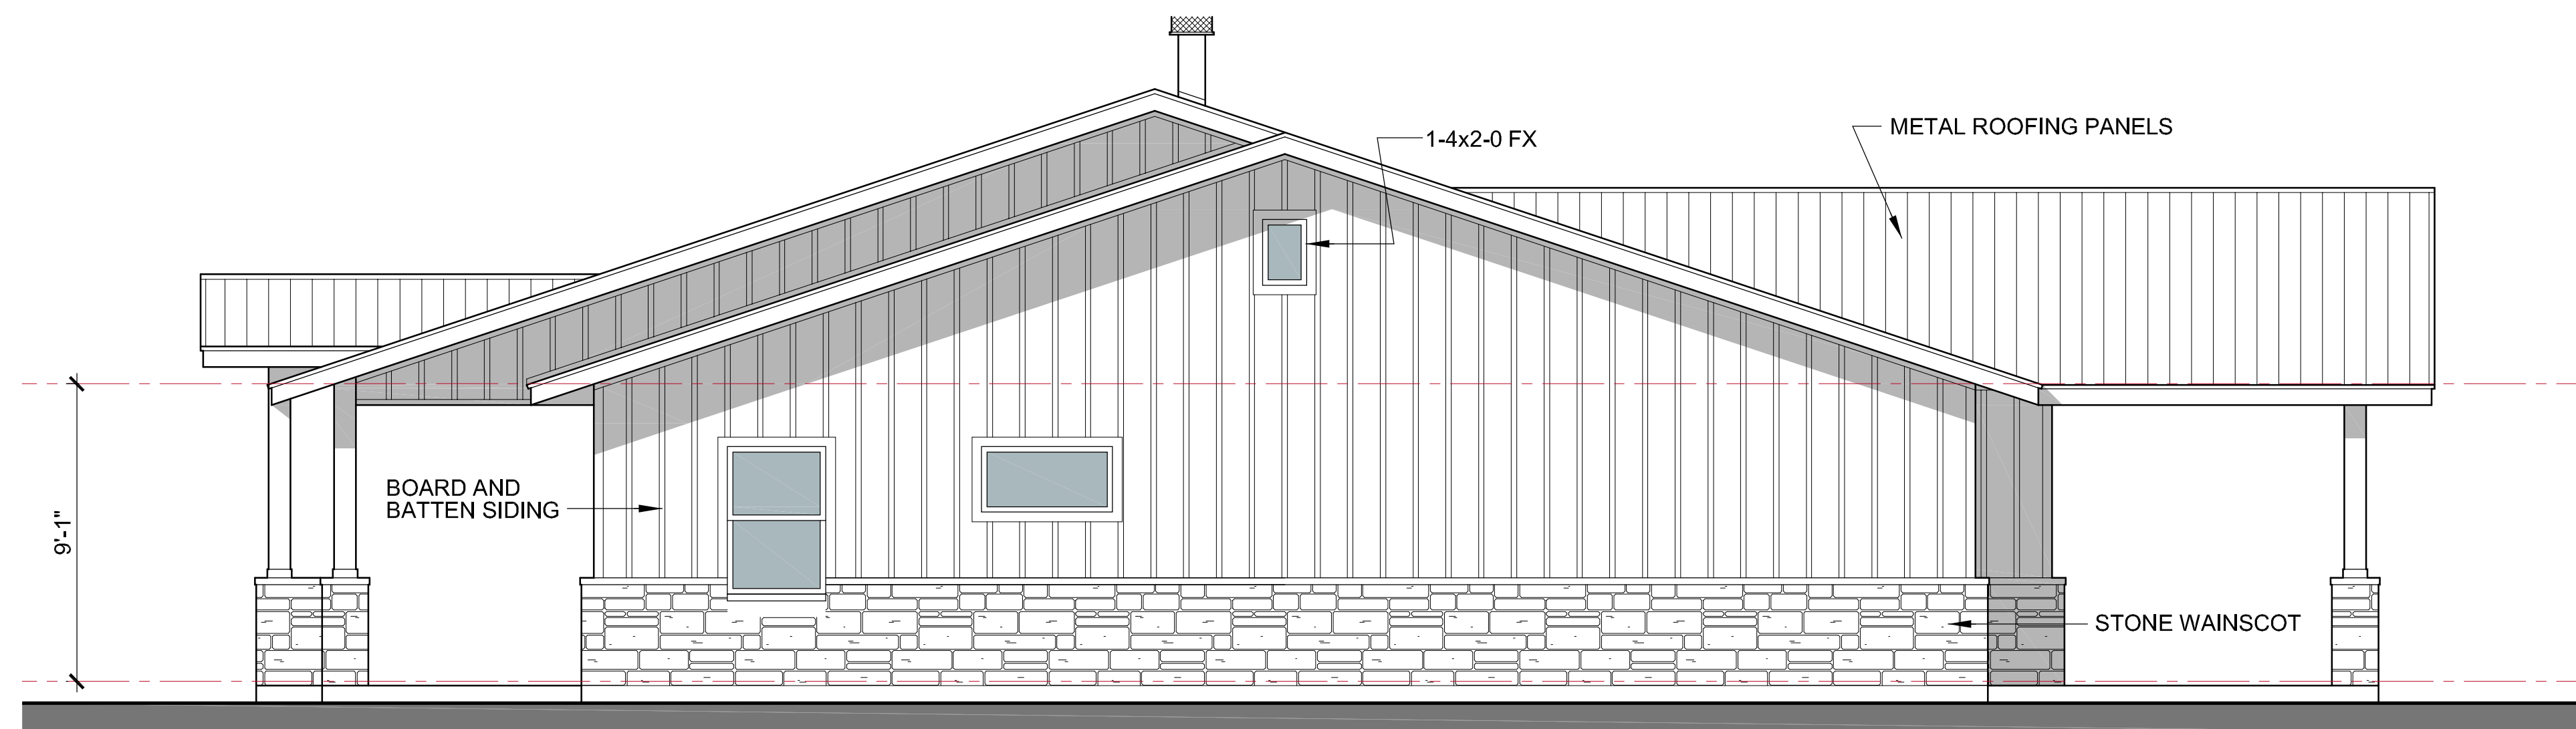 1-4x2-0 FX
METAL ROOFING PANELS
BOARD AND
BATTEN SIDING
9'-1"
STONE WAINSCOT